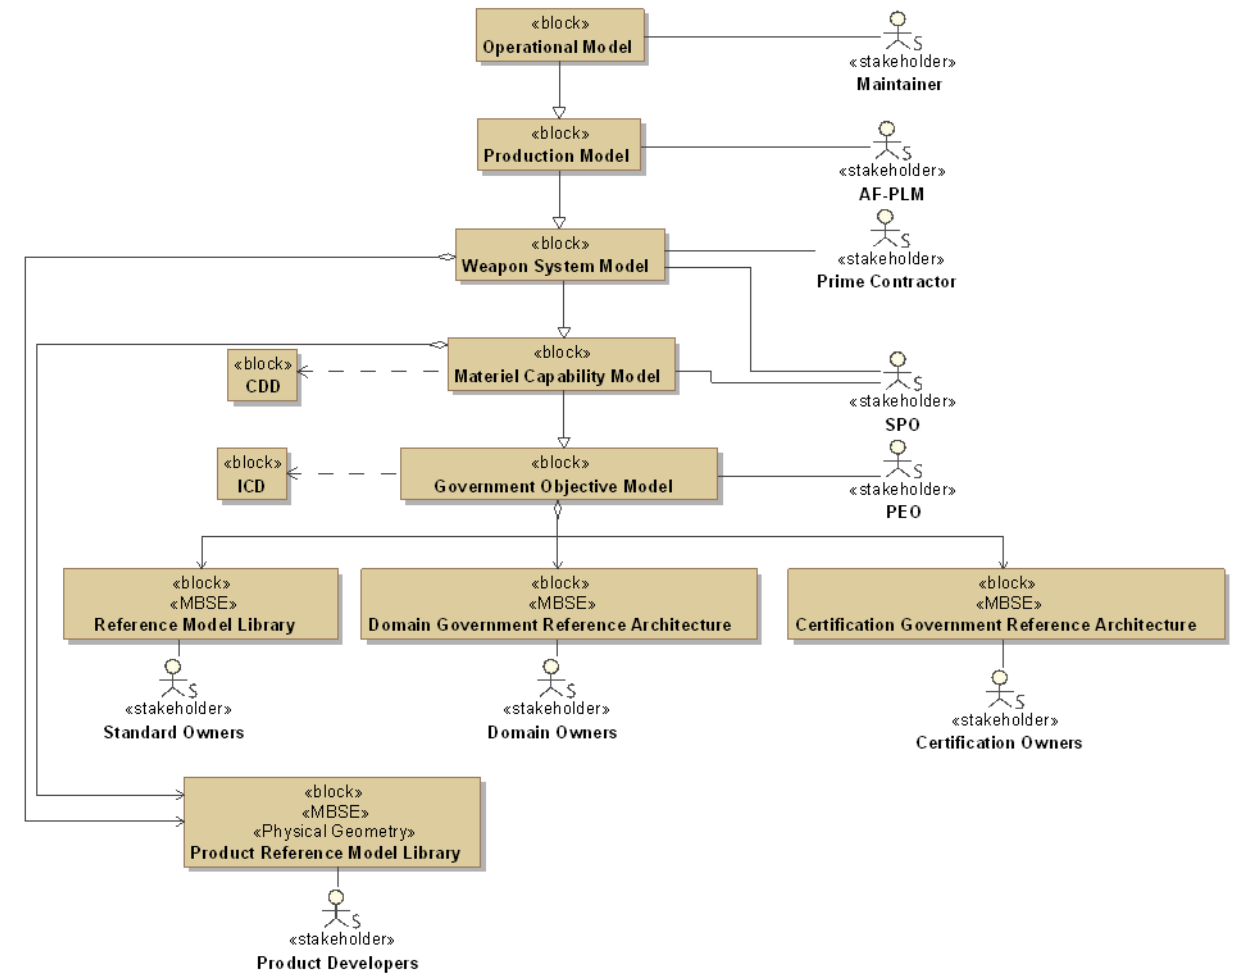 «block»
Operational Model
«stakeholder»
Maintainer
«block»
Production Model
«stakeholder»
AF-PLM
«block»
Weapon System Model
«stakeholder»
Prime Contractor
«block»
CDD
«block»
Materiel Capability Model
«stakeholder»
SPO
«block»
ICD
«block»
Government Objective Model
«stakeholder»
PEO
«block»
«MBSE»
Reference Model Library
«block»
«MBSE»
Domain Government Reference Architecture
«block»
«MBSE»
Certification Government Reference Architecture
«stakeholder»
Standard Owners
«stakeholder»
Domain Owners
«stakeholder»
Certification Owners
«block»
«MBSE»
«Physical Geometry»
Product Reference Model Library
«stakeholder»
Product Developers
S
S
S
S
S
S
S
S
S